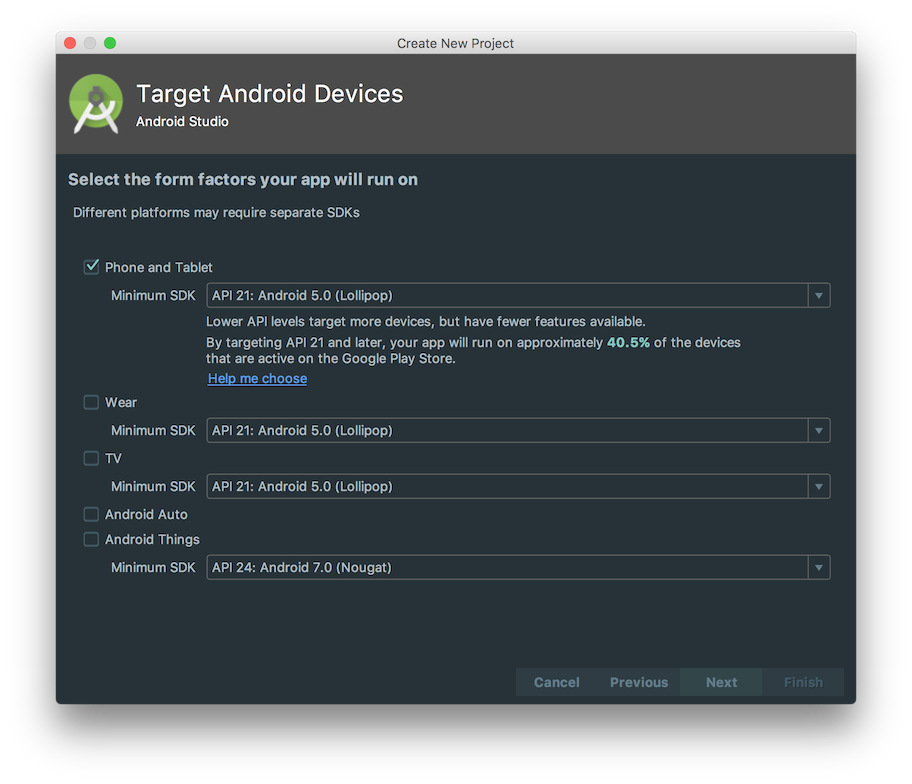 Create New Project
Target Android Devices
Android Studio
Select the form factors your app will run on
Different platforms may require separate SDKs
Phone and Tablet
Minimum SDK API 21: Android 5.0 (Lollipop)
Lower API levels target more devices, but have fewer features available.
By targeting API 21 and later, your app will run on approximately 40.5% of the devices
that are active on the Google Play Store.
Help me choose
Wear
Minimum SDK API 21: Android 5.0 (Lollipop)
TV
Minimum SDK API 21: Android 5.0 (Lollipop)
Android Auto
Android Things
Minimum SDK API 24: Android 7.0 (Nougat)
Cancel Previous Next Finish